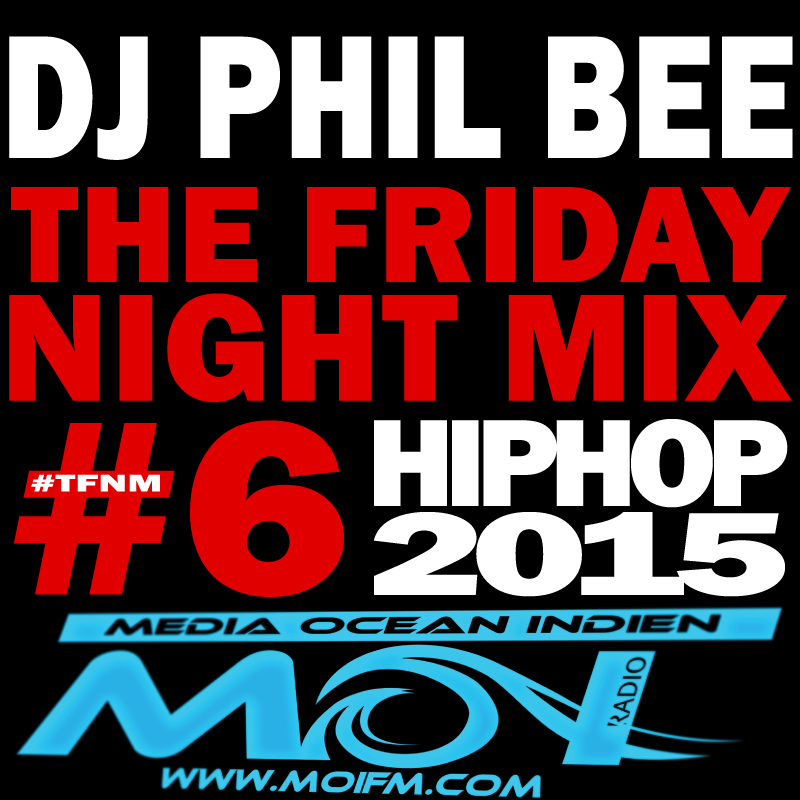 DJ PHIL BEE
THE FRIDAY
NIGHT MIX
#6
#TFNM
HIPHOP
2015
MEDIA OCEAN INDIEN
MOI
RADIO
WWW.MOIFM.COM